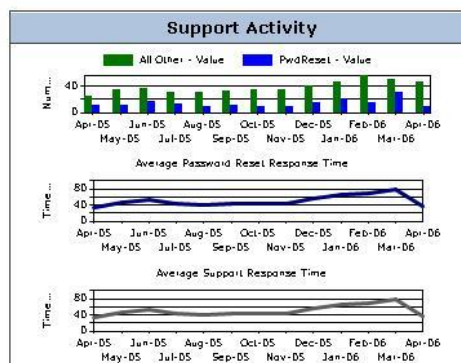 Support Activity
All Other - Value PwdReset - Value
Num...
40
0
Apr-05 Jun-05 Aug-05 Oct-05 Dec-05 Feb-06 Apr-06
May-05 Jul-05 Sep-05 Nov-05 Jan-06 Mar-06
Average Password Reset Response Time
Time...
80
40
0
Apr-05 Jun-05 Aug-05 Oct-05 Dec-05 Feb-06 Apr-06
May-05 Jul-05 Sep-05 Nov-05 Jan-06 Mar-06
Average Support Response Time
Time...
80
40
0
Apr-05 Jun-05 Aug-05 Oct-05 Dec-05 Feb-06 Apr-06
May-05 Jul-05 Sep-05 Nov-05 Jan-06 Mar-06